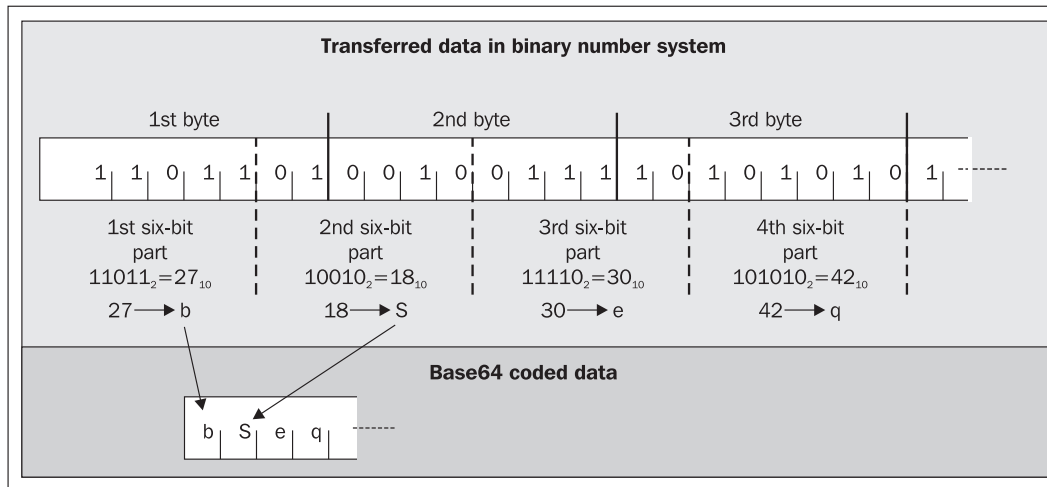 Transferred data in binary number system
1st byte 2nd byte 3rd byte
1 1 0 1 1 0 1 0 0 1 0 0 1 1 1 1 0 1 0 1 0 1 0 1
1st six-bit part 2nd six-bit part 3rd six-bit part 4th six-bit part
11011₂=27₁₀ 10010₂=18₁₀ 11110₂=30₁₀ 101010₂=42₁₀
27 → b 18 → S 30 → e 42 → q
Base64 coded data
b S e q